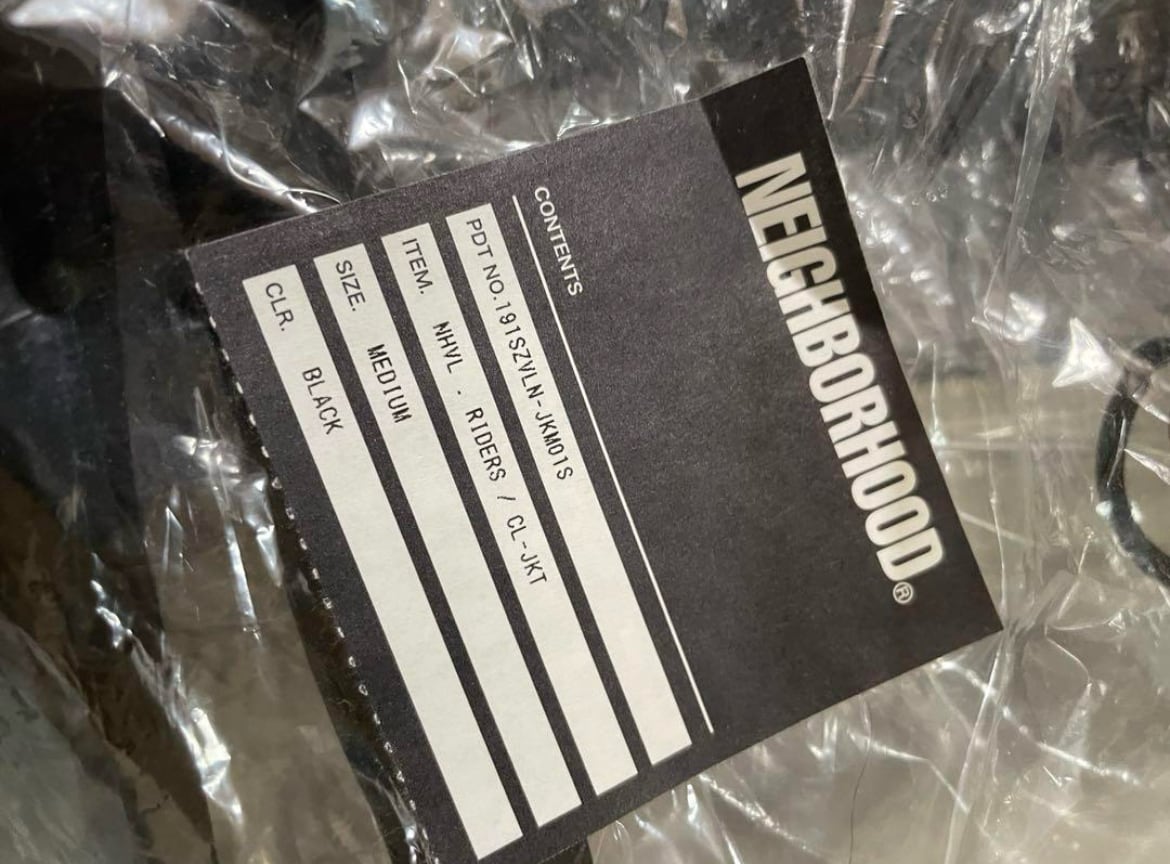 NEIGHBORHOOD®
CONTENTS
PDT NO.191SZVLN-JKM01S
ITEM. NHVL . RIDERS / CL-JKT
SIZE. MEDIUM
CLR. BLACK